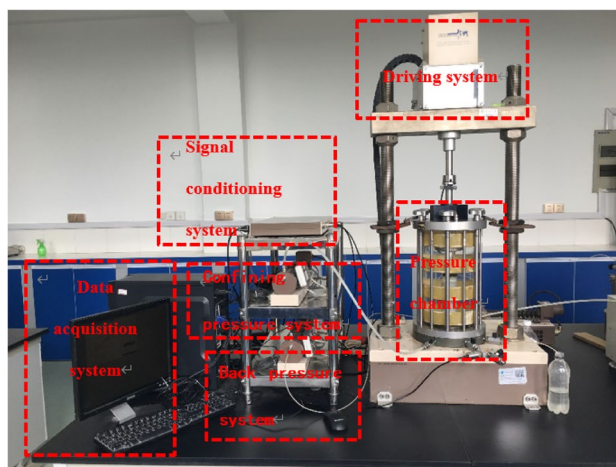 Driving system
Signal
conditioning
system
Confining
pressure system
Pressure
chamber
Data
acquisition
system
Back pressure
system